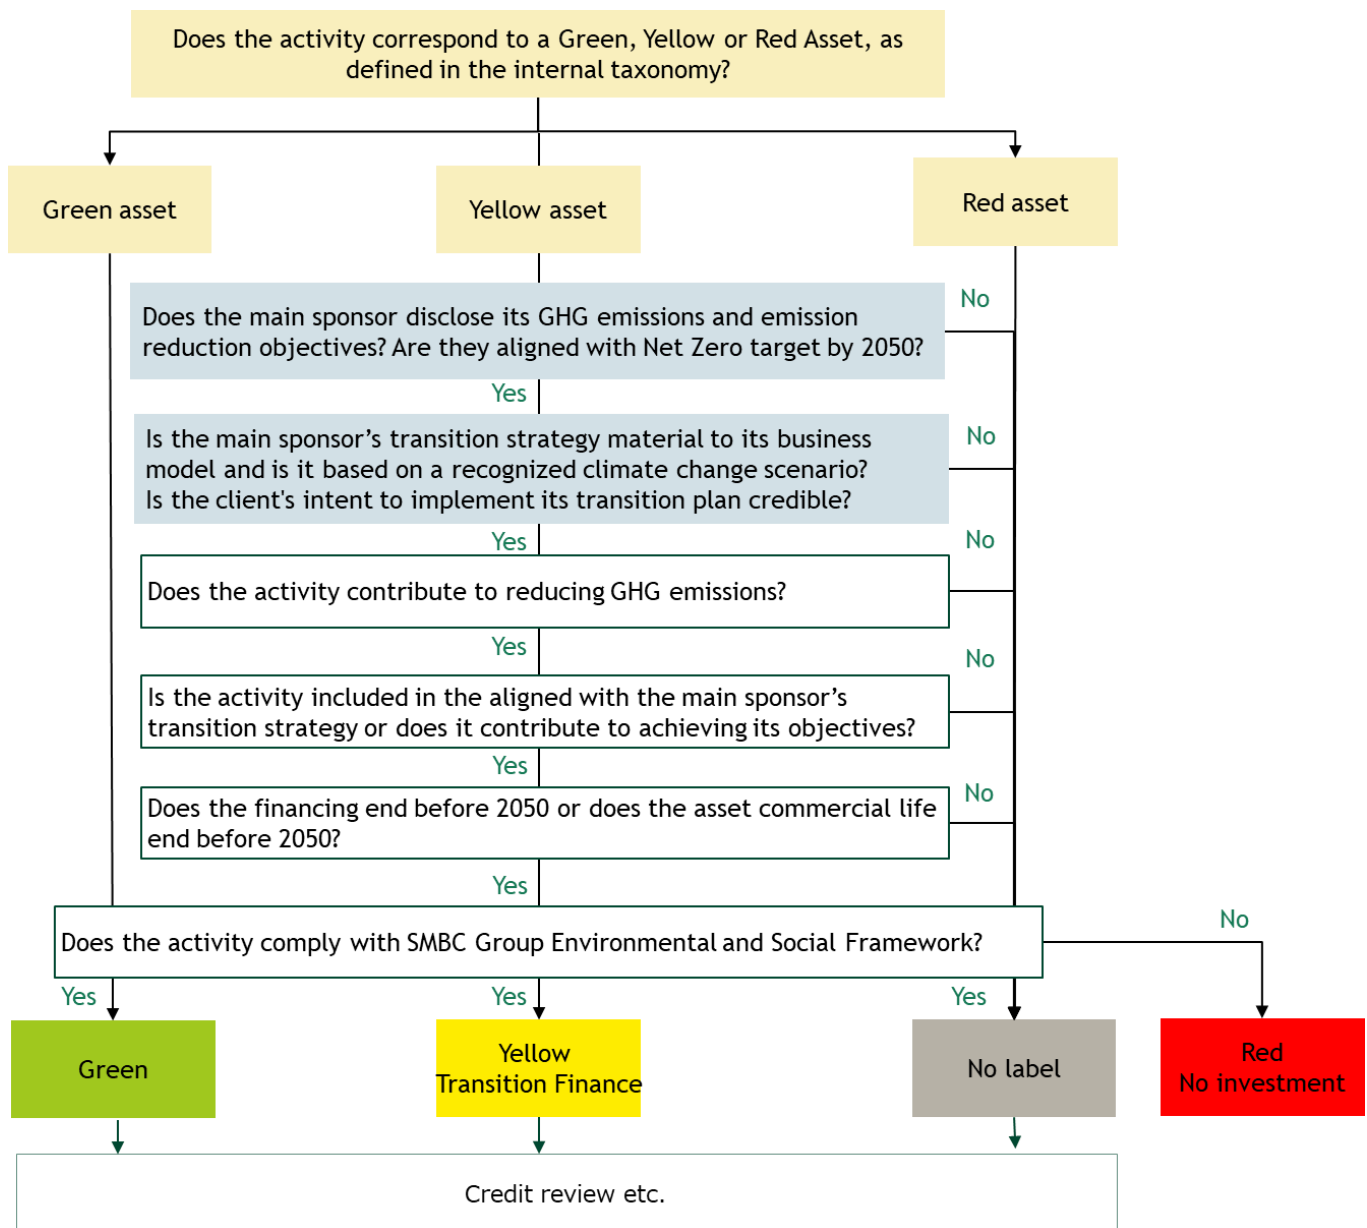 Does the activity correspond to a Green, Yellow or Red Asset, as
defined in the internal taxonomy?
Green asset
Yellow asset
Red asset
Does the main sponsor disclose its GHG emissions and emission
reduction objectives? Are they aligned with Net Zero target by 2050?
No
Yes
Is the main sponsor’s transition strategy material to its business
model and is it based on a recognized climate change scenario?
Is the client's intent to implement its transition plan credible?
No
Yes
Does the activity contribute to reducing GHG emissions?
No
Yes
Is the activity included in the aligned with the main sponsor’s
transition strategy or does it contribute to achieving its objectives?
No
Yes
Does the financing end before 2050 or does the asset commercial life
end before 2050?
No
Yes
Does the activity comply with SMBC Group Environmental and Social Framework?
No
Yes
Yes
Yes
Green
Yellow
Transition Finance
No label
Red
No investment
Credit review etc.